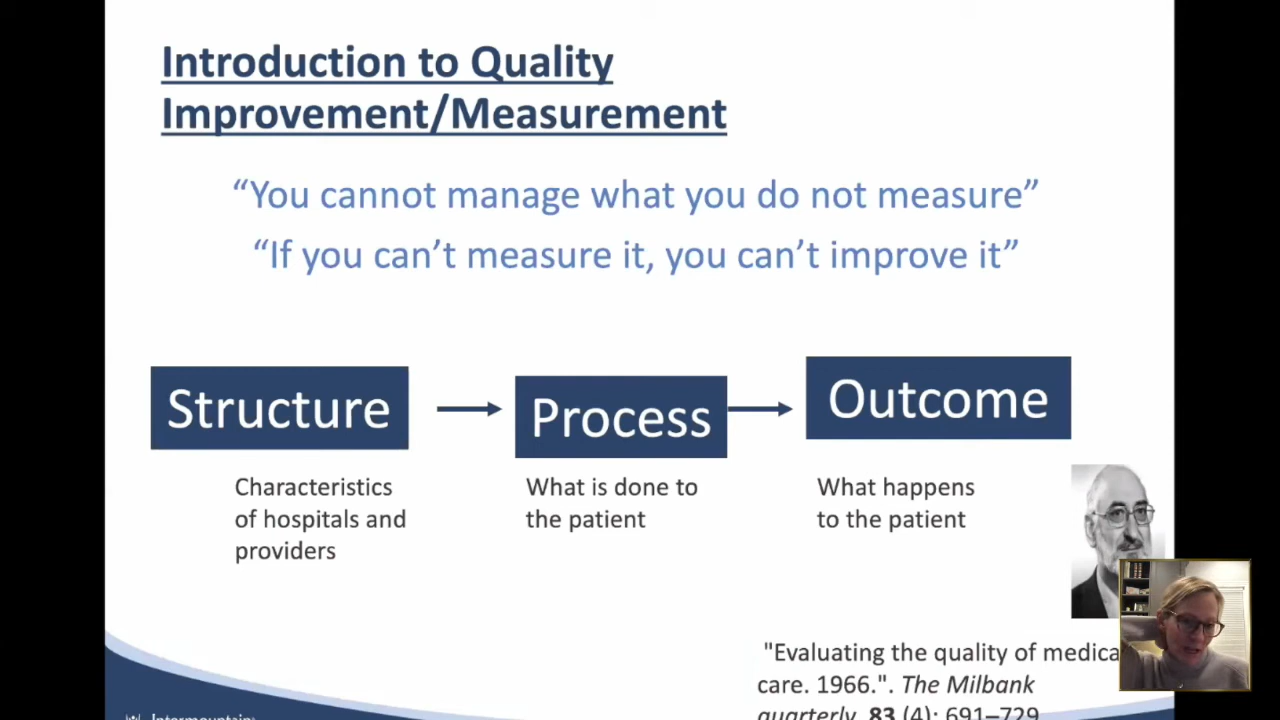 Introduction to Quality
Improvement/Measurement
“You cannot manage what you do not measure”
“If you can’t measure it, you can’t improve it”
Structure
Process
Outcome
Characteristics
of hospitals and
providers
What is done to
the patient
What happens
to the patient
"Evaluating the quality of medica
care. 1966.". The Milbank
quarterly. 83 (4): 691–729
Intermountain